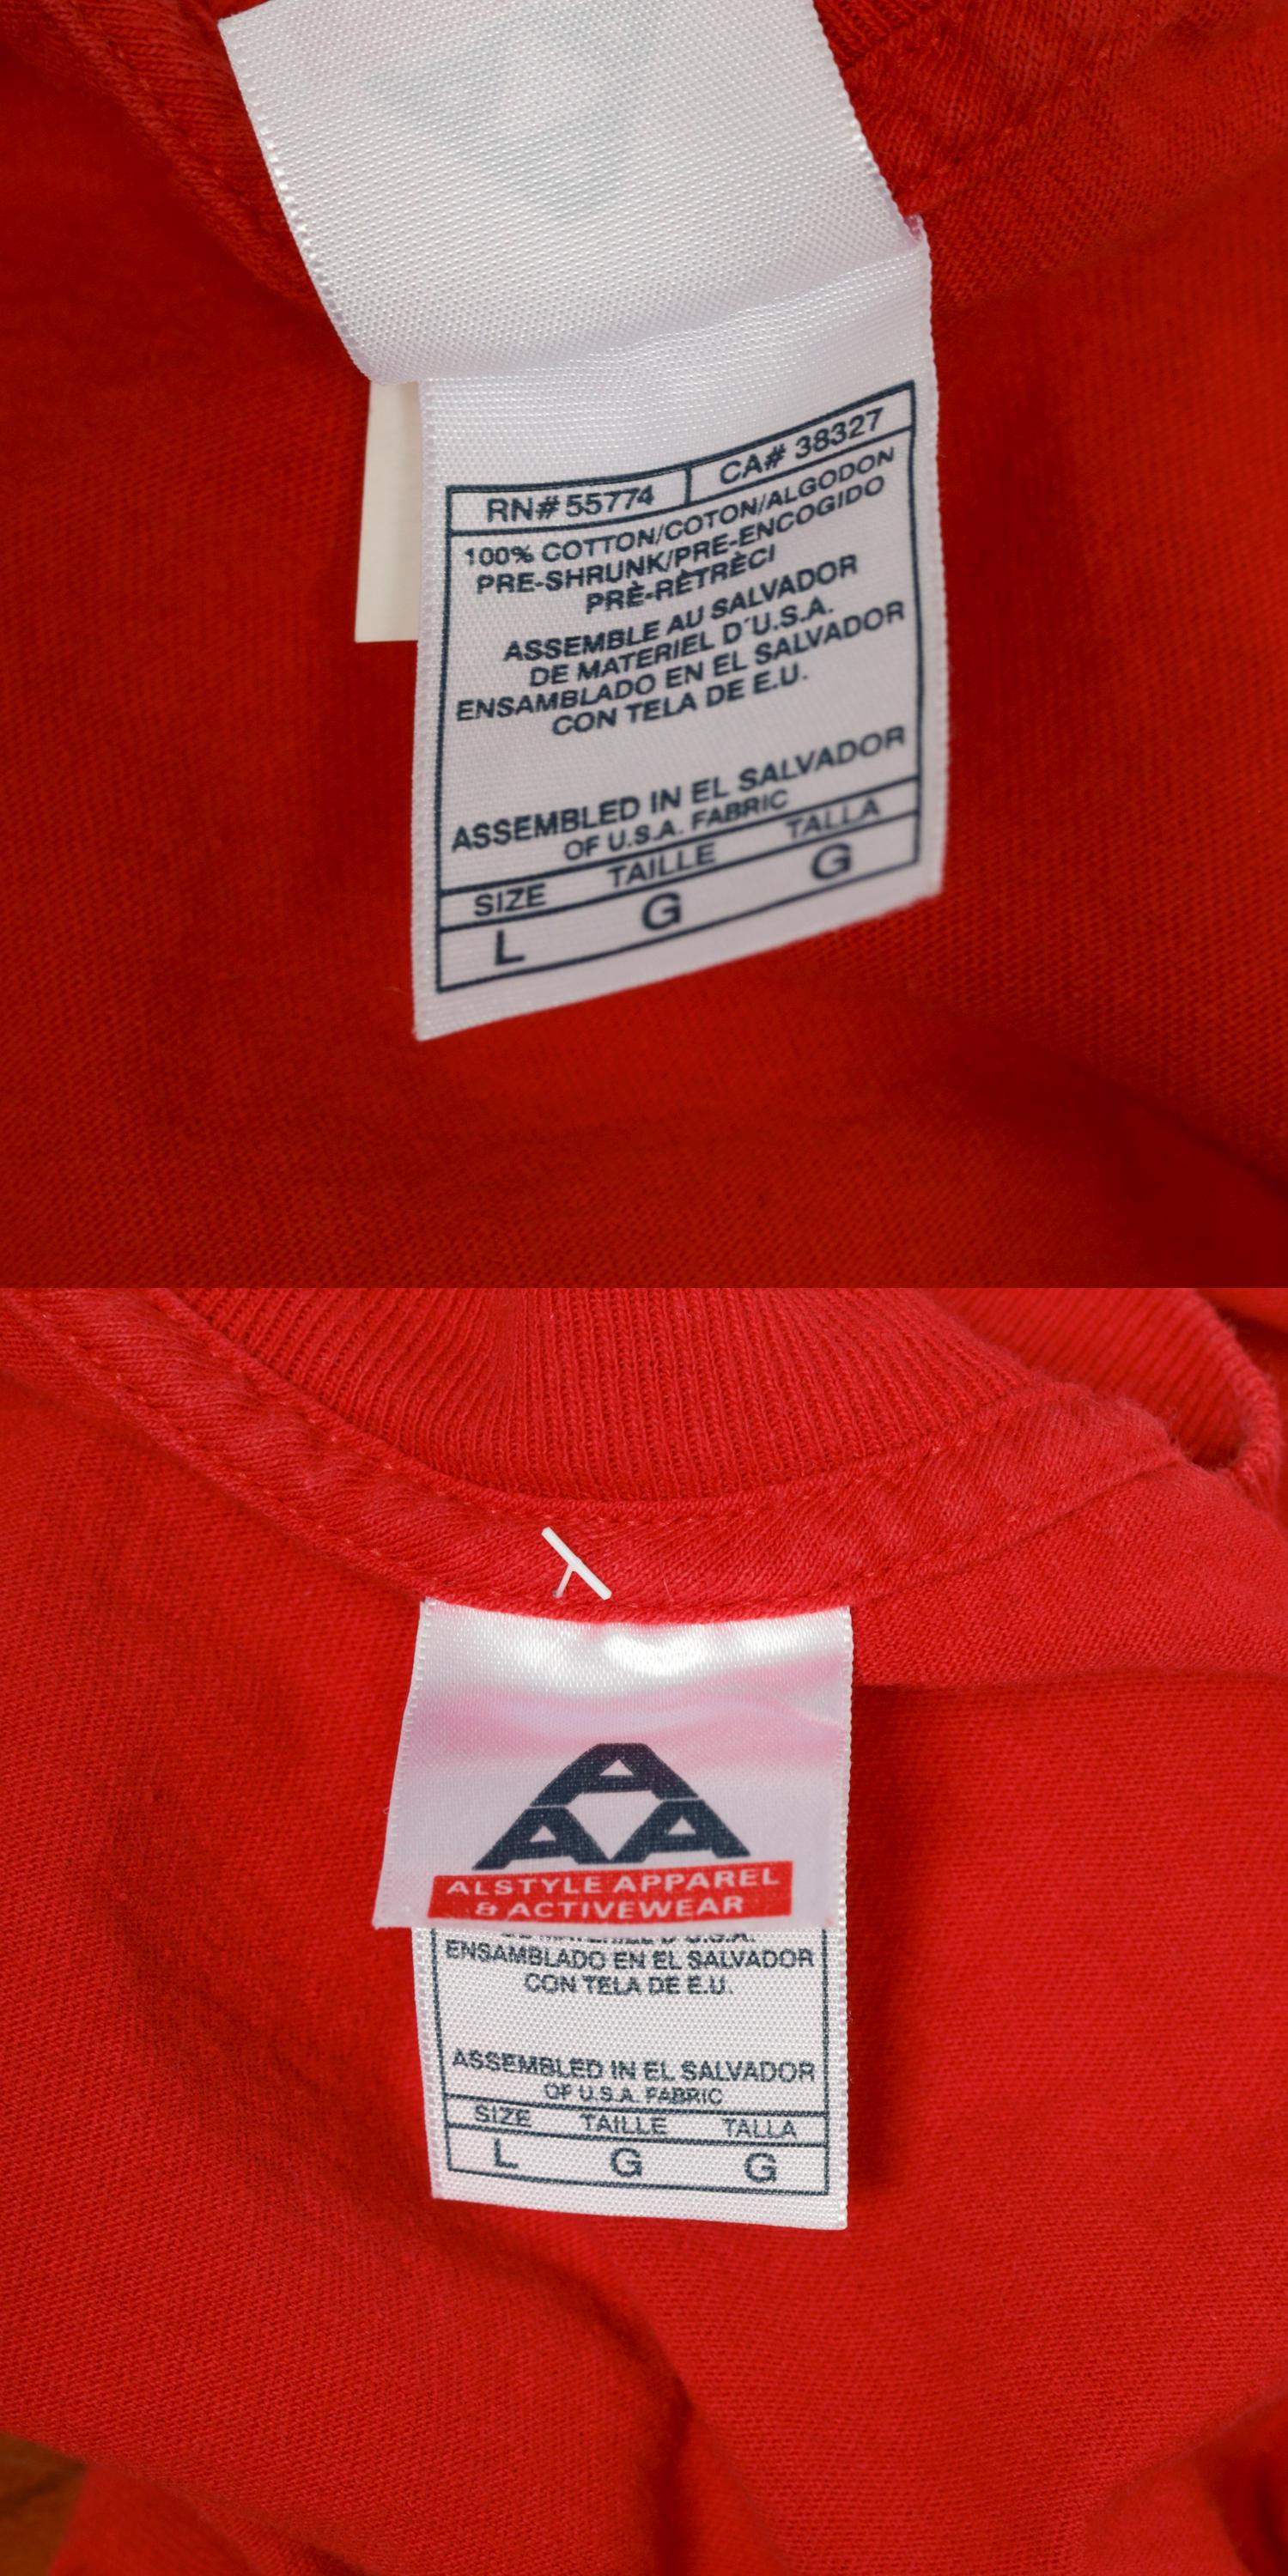 RN# 55774 CA# 38327
100% COTTON/COTON/ALGODON
PRE-SHRUNK/PRE-ENCOGIDO
PRÈ-RÈTRÈCI
ASSEMBLE AU SALVADOR
DE MATERIEL D'U.S.A.
ENSAMBLADO EN EL SALVADOR
CON TELA DE E.U.
ASSEMBLED IN EL SALVADOR
OF U.S.A. FABRIC
SIZE TAILLE TALLA
L G G
AAA
ALSTYLE APPAREL
& ACTIVEWEAR
D'U.S.A.
ENSAMBLADO EN EL SALVADOR
CON TELA DE E.U.
ASSEMBLED IN EL SALVADOR
OF U.S.A. FABRIC
SIZE TAILLE TALLA
L G G